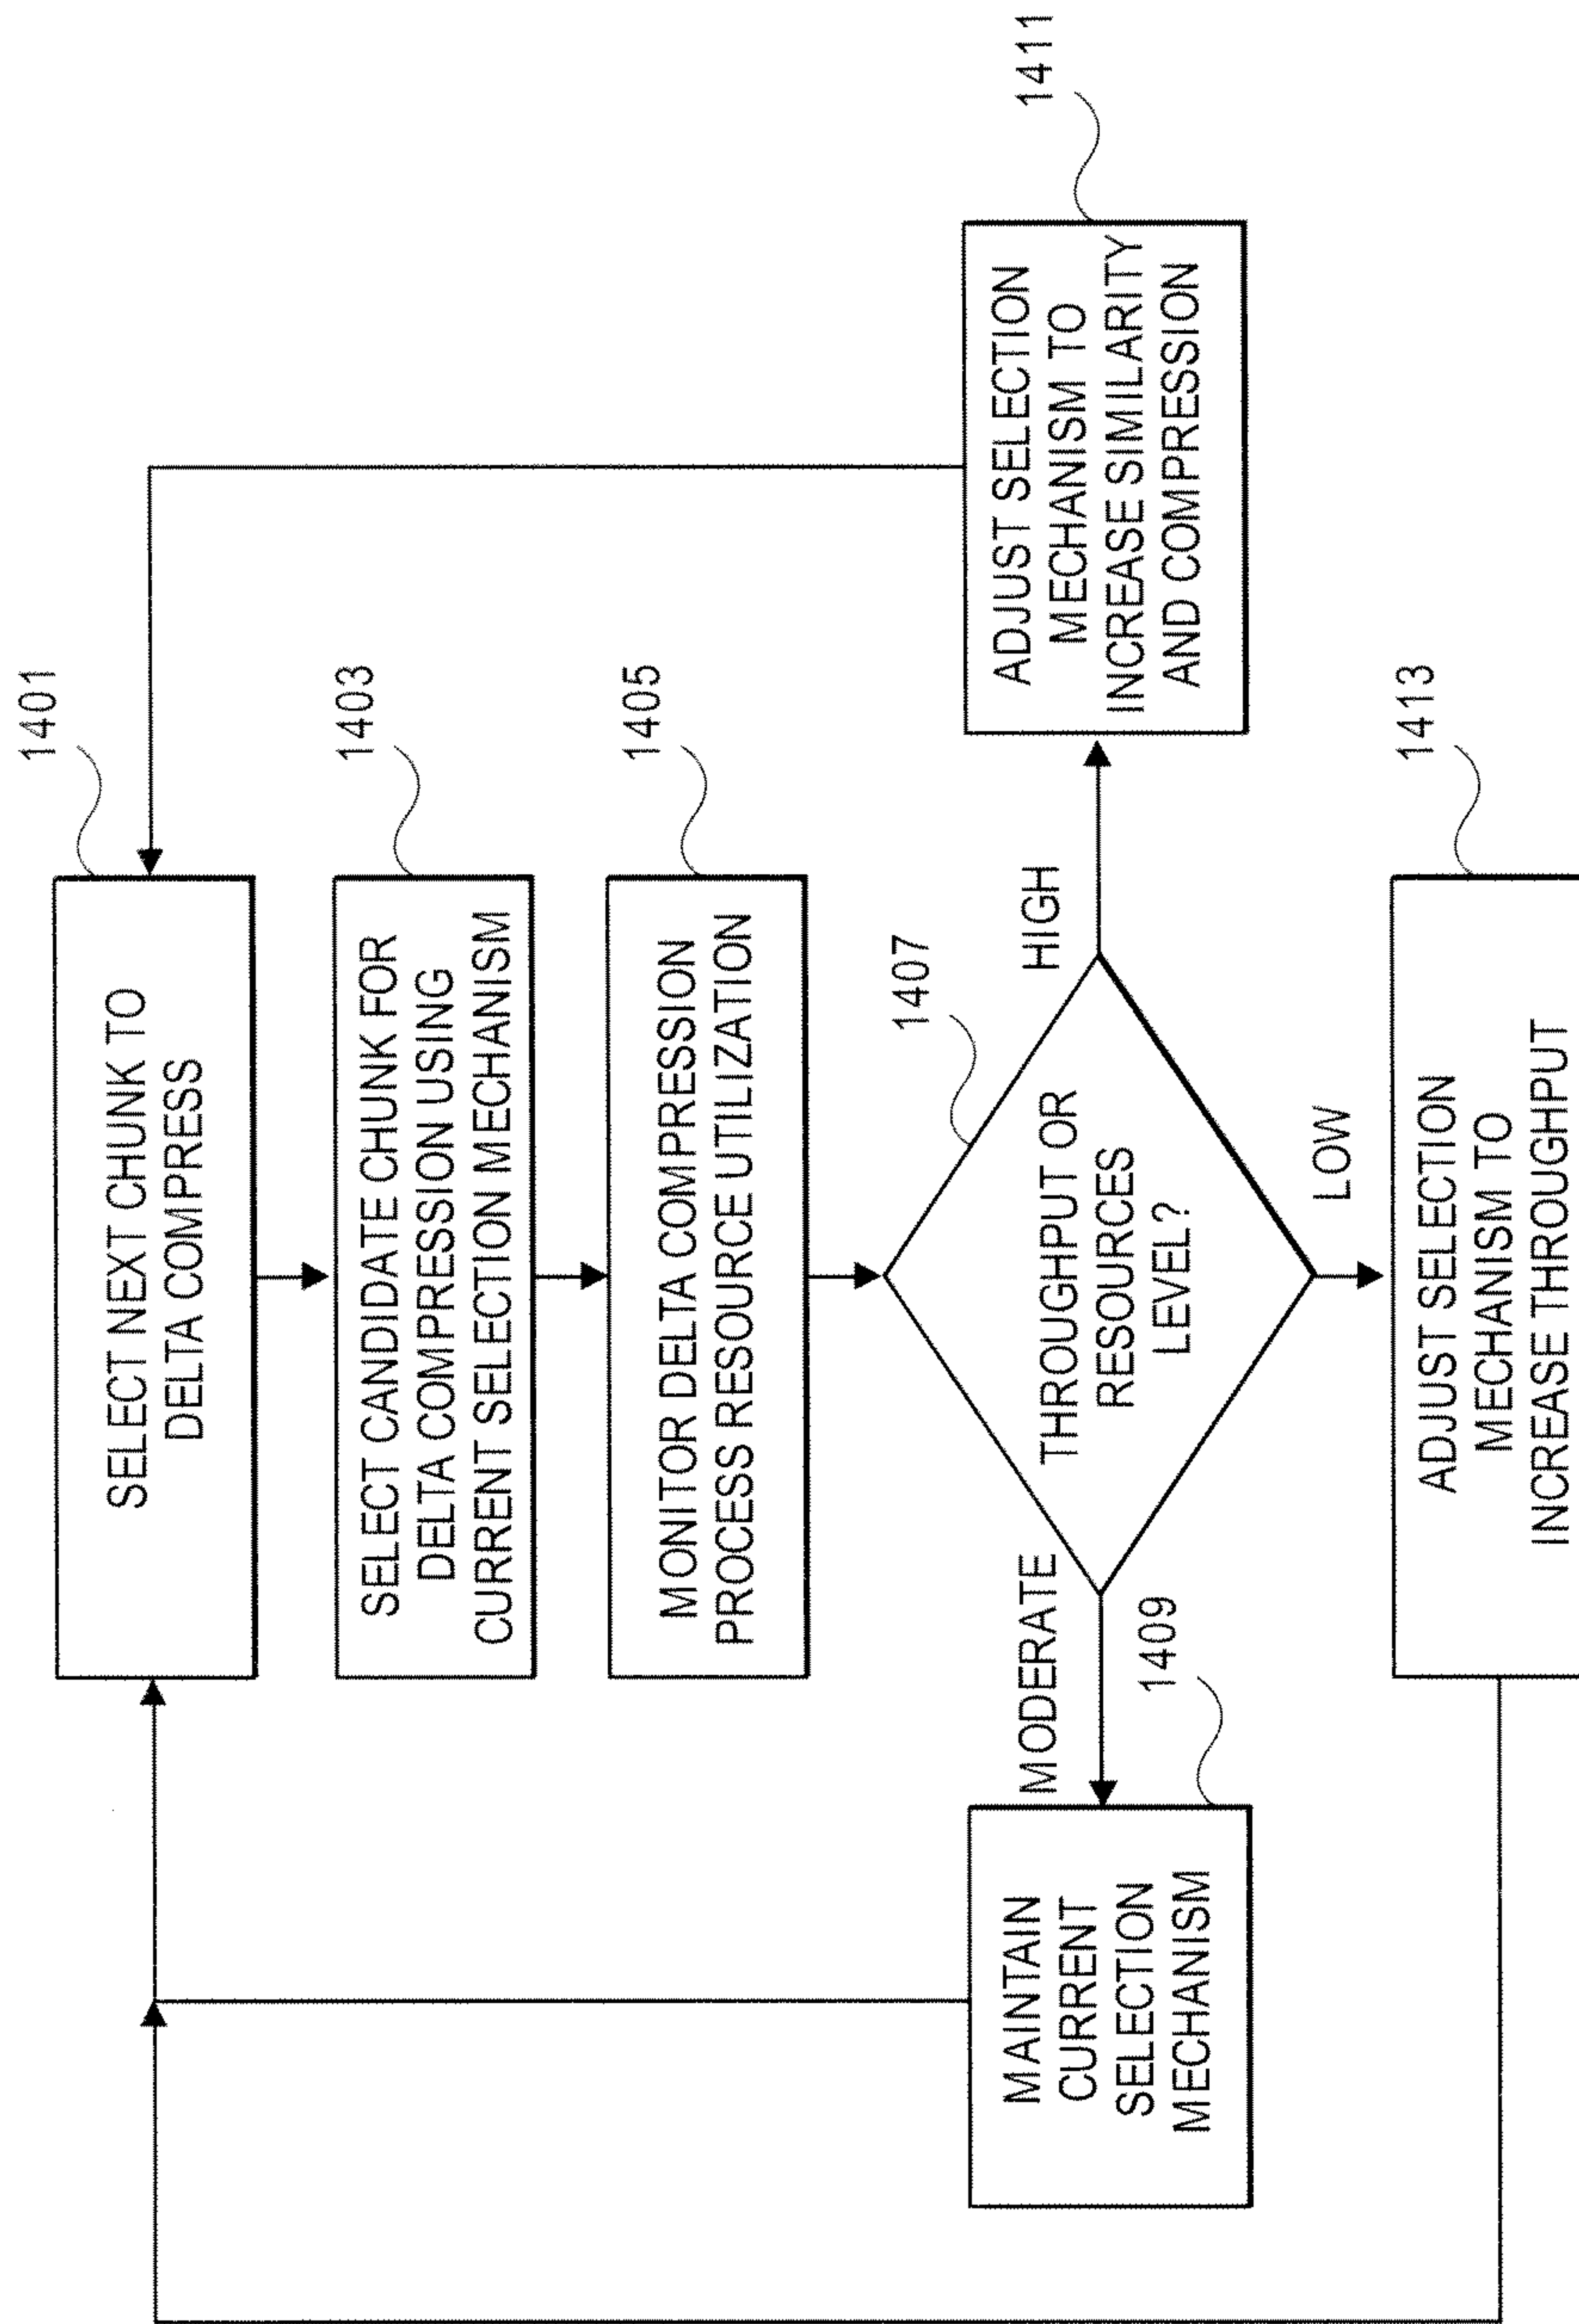 1401
SELECT NEXT CHUNK TO
DELTA COMPRESS
1403
SELECT CANDIDATE CHUNK FOR
DELTA COMPRESSION USING
CURRENT SELECTION MECHANISM
1405
MONITOR DELTA COMPRESSION
PROCESS RESOURCE UTILIZATION
1407
THROUGHPUT OR
RESOURCES
LEVEL?
MODERATE
HIGH
LOW
1409
MAINTAIN
CURRENT
SELECTION
MECHANISM
1411
ADJUST SELECTION
MECHANISM TO
INCREASE SIMILARITY
AND COMPRESSION
1413
ADJUST SELECTION
MECHANISM TO
INCREASE THROUGHPUT